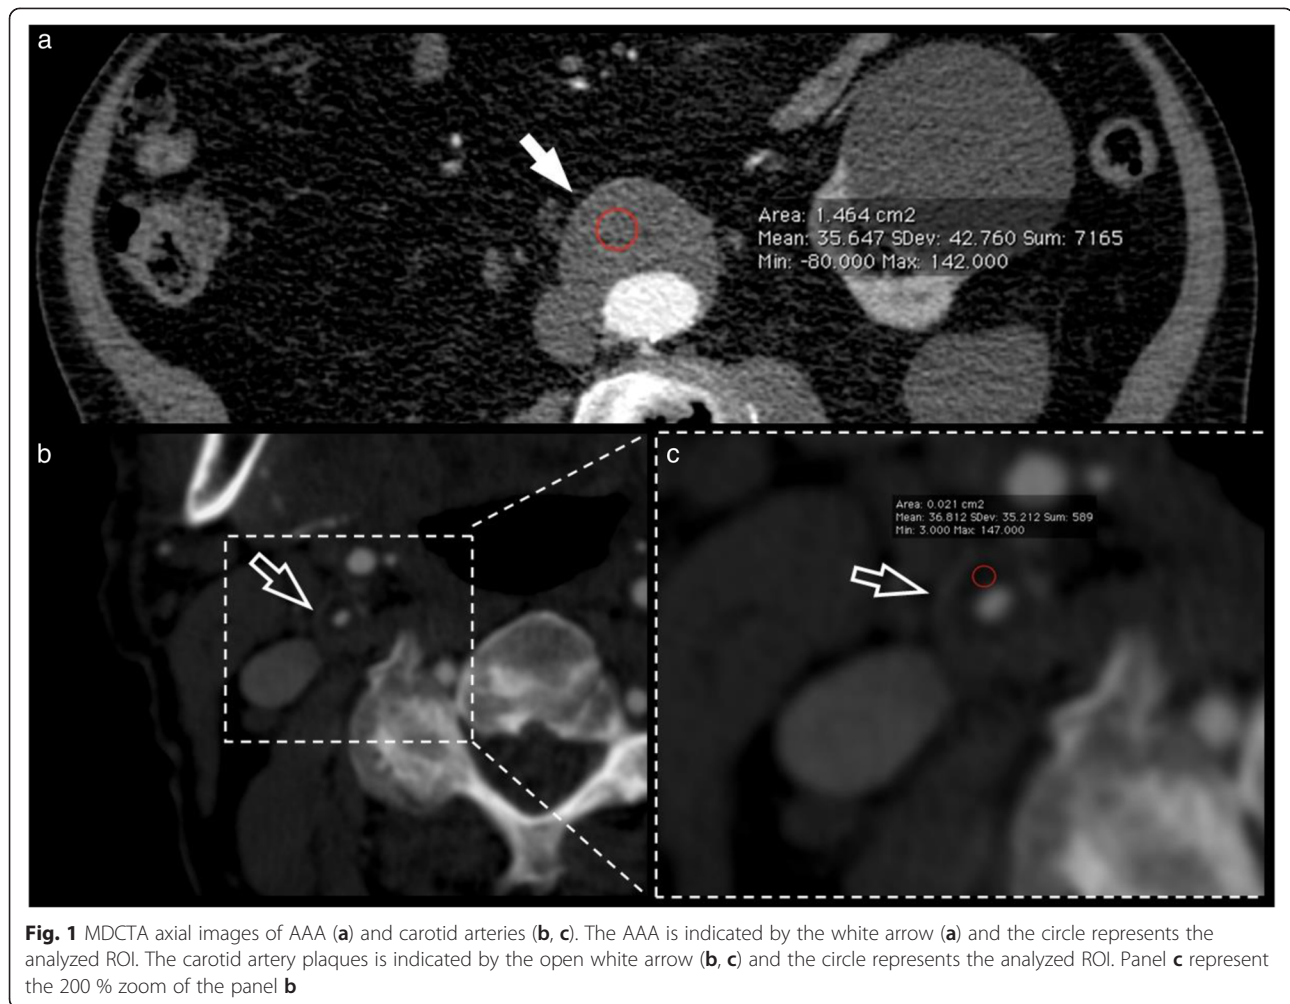 a
Area: 1.464 cm2
Mean: 35.647 SDev: 42.760 Sum: 7165
Min: -80.000 Max: 142.000
b
c
Area: 0.021 cm2
Mean: 36.812 SDev: 35.212 Sum: 589
Min: 3.000 Max: 147.000
Fig. 1 MDCTA axial images of AAA (a) and carotid arteries (b, c). The AAA is indicated by the white arrow (a) and the circle represents the
analyzed ROI. The carotid artery plaques is indicated by the open white arrow (b, c) and the circle represents the analyzed ROI. Panel c represent
the 200 % zoom of the panel b